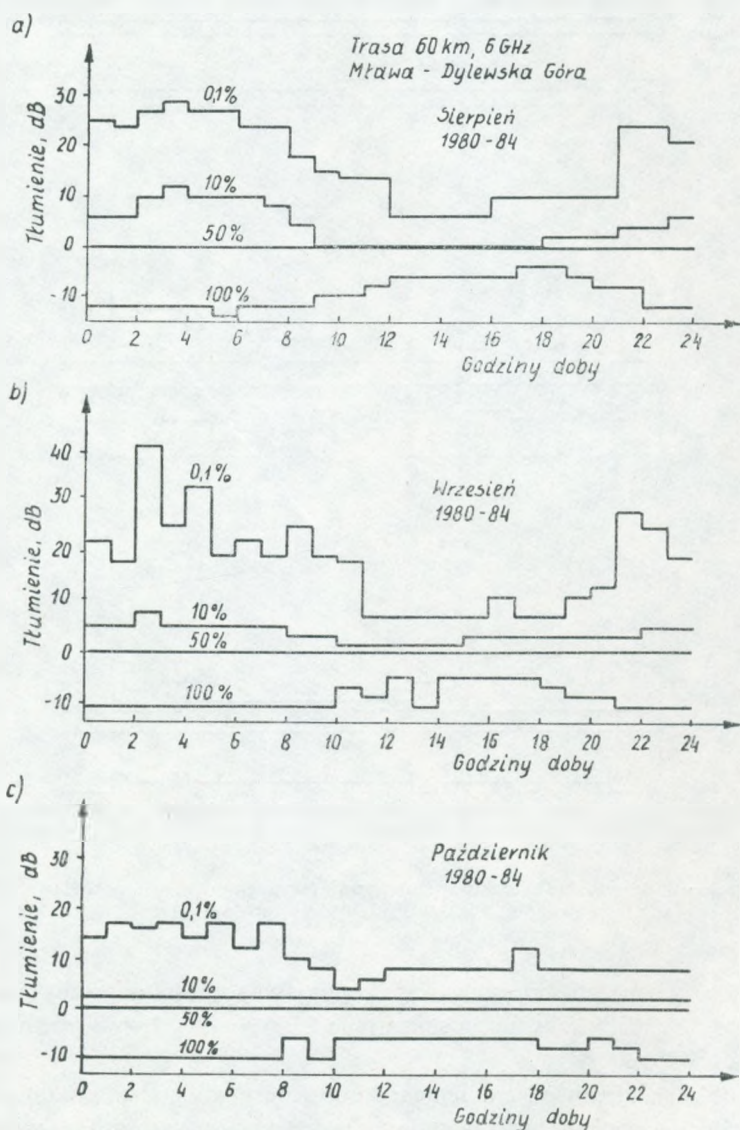 a)
Trasa 60 km, 6 GHz
Mława - Dylewska Góra
Sierpień
1980-84
Tłumienie, dB
30
20
10
0
-10
0,1%
10%
50%
100%
0 2 4 6 8 10 12 14 16 18 20 22 24
Godziny doby
b)
Wrzesień
1980-84
Tłumienie, dB
40
30
20
10
0
-10
0,1%
10%
50%
100%
0 2 4 6 8 10 12 14 16 18 20 22 24
Godziny doby
c)
Październik
1980-84
Tłumienie, dB
30
20
10
0
-10
0,1%
10%
50%
100%
0 2 4 6 8 10 12 14 16 18 20 22 24
Godziny doby